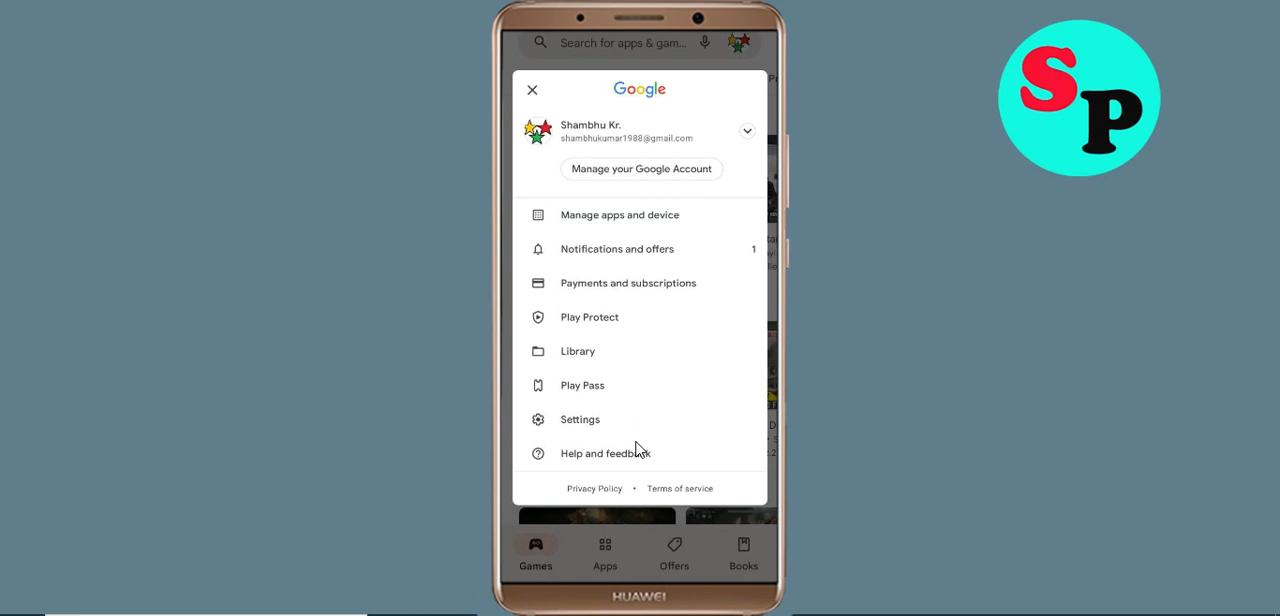 Search for apps & gam...
Google
Shambhu Kr.
shambhukumar1988@gmail.com
Manage your Google Account
Manage apps and device
Notifications and offers 1
Payments and subscriptions
Play Protect
Library
Play Pass
Settings
Help and feedback
Privacy Policy • Terms of service
Games Apps Offers Books
HUAWEI
SP